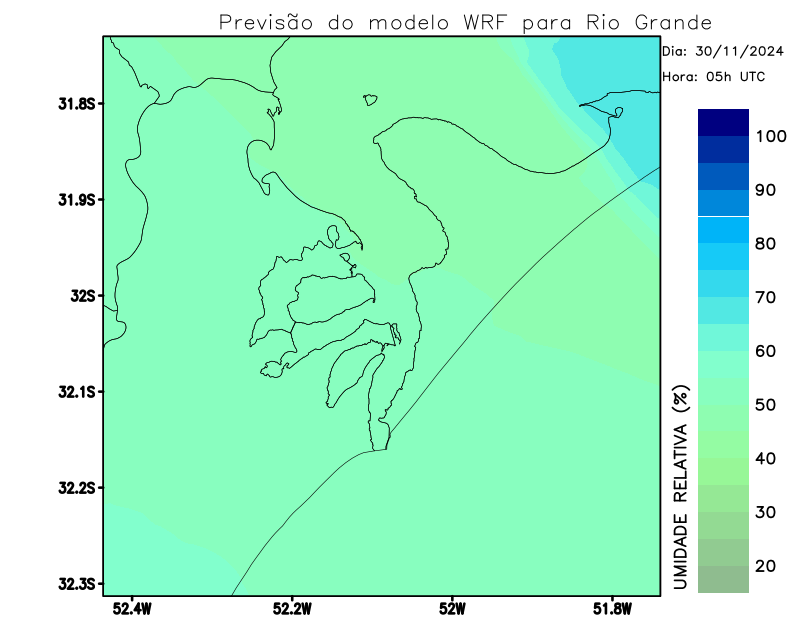 Previsão do modelo WRF para Rio Grande
Dia: 30/11/2024
Hora: 05h UTC
31.8S
31.9S
32S
32.1S
32.2S
32.3S
52.4W
52.2W
52W
51.8W
UMIDADE RELATIVA (%)
100
90
80
70
60
50
40
30
20